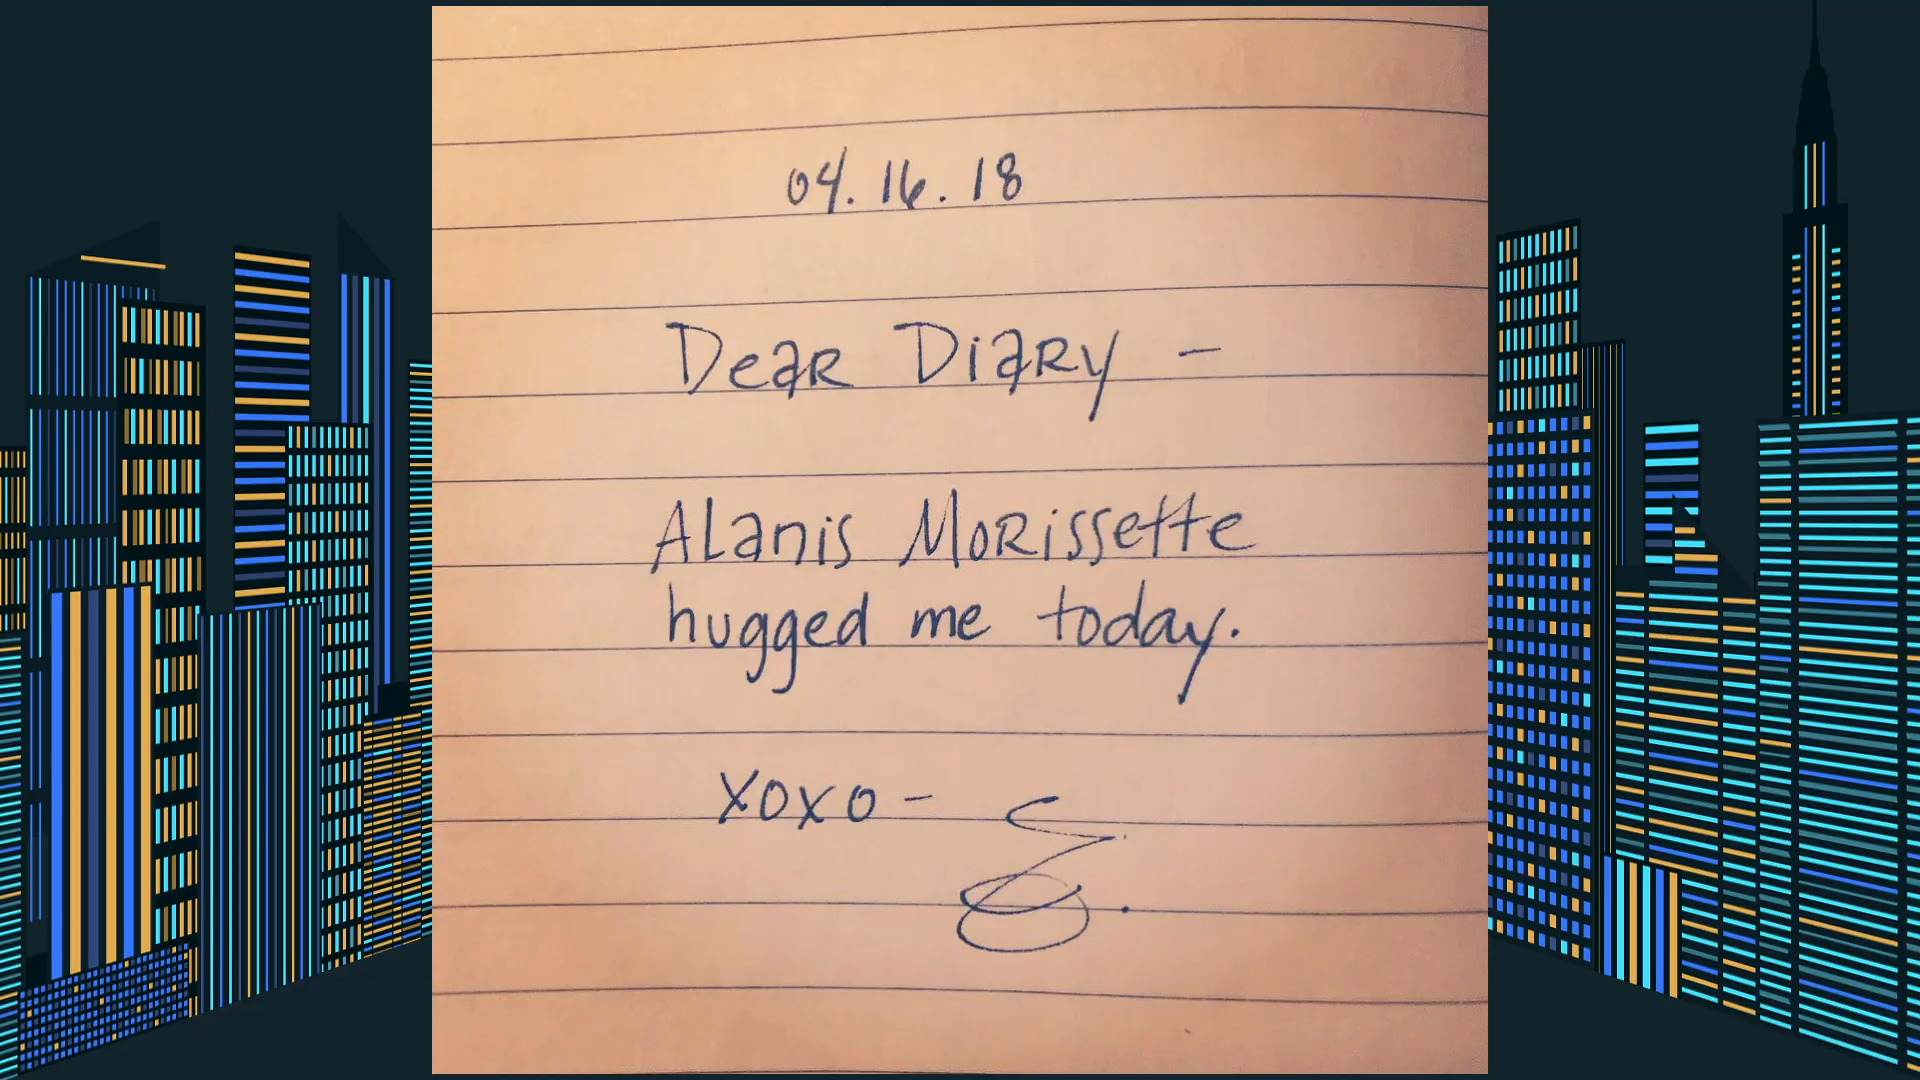 04.16.18
Dear Diary -
Alanis Morissette
hugged me today.
xoxo -